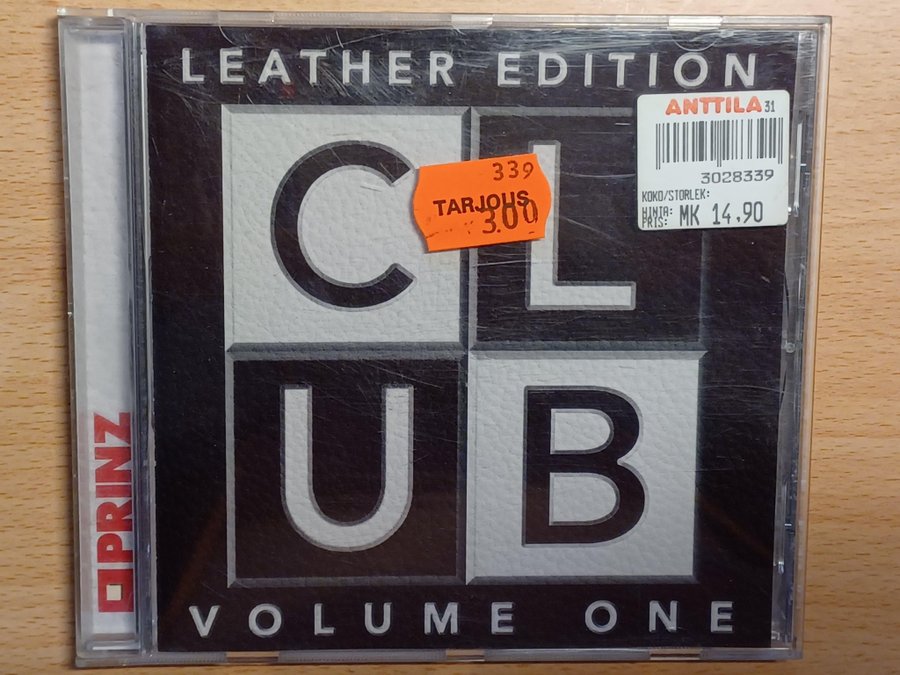 LEATHER EDITION
C L
U B
VOLUME ONE
PRINZ
339
TARJOUS
3.00
ANTTILA 31
3028339
KOKO/STORLEK:
HINTA:
PRIS: MK 14,90